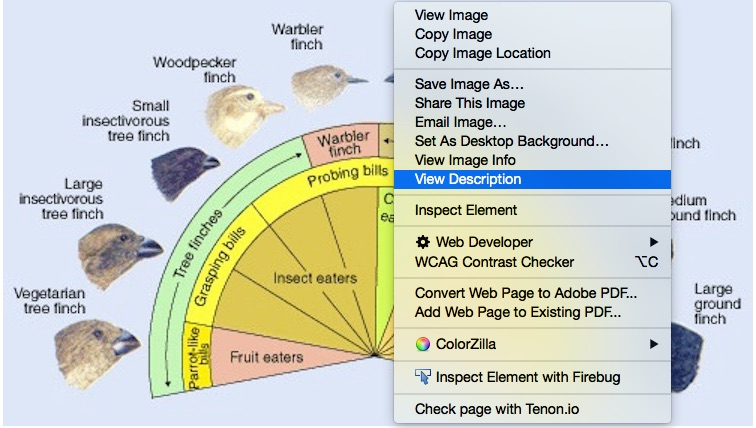 Warbler
finch
Woodpecker
finch
Small
insectivorous
tree finch
Large
insectivorous
tree finch
Vegetarian
tree finch
Warbler
finch
Probing bills
Tree finches
Grasping bills
Parrot-like
bills
Insect eaters
Fruit eaters
View Image
Copy Image
Copy Image Location
Save Image As...
Share This Image
Email Image...
Set As Desktop Background...
View Image Info
View Description
Inspect Element
Web Developer
WCAG Contrast Checker ⌥C
Convert Web Page to Adobe PDF...
Add Web Page to Existing PDF...
ColorZilla
Inspect Element with Firebug
Check page with Tenon.io
finch
Large
ground
finch